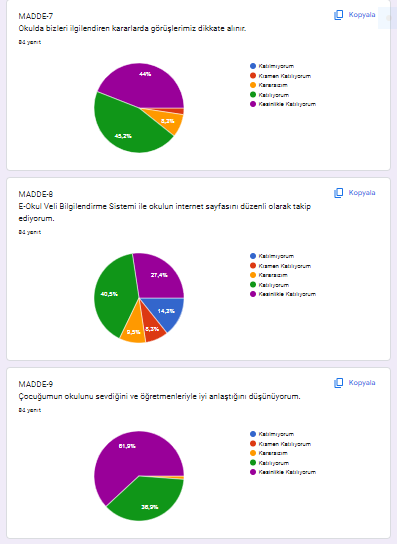 MADDE-7
Kopyala
Okulda bizleri ilgilendiren kararlarda görüşlerimiz dikkate alınır.
84 yanıt
Katılmıyorum
Kısmen Katılıyorum
Kararsızım
Katılıyorum
Kesinlikle Katılıyorum
44%
8,3%
45,2%
MADDE-8
Kopyala
E-Okul Veli Bilgilendirme Sistemi ile okulun internet sayfasını düzenli olarak takip
ediyorum.
84 yanıt
Katılmıyorum
Kısmen Katılıyorum
Kararsızım
Katılıyorum
Kesinlikle Katılıyorum
27,4%
40,5%
14,3%
9,5%
8,3%
MADDE-9
Kopyala
Çocuğumun okulunu sevdiğini ve öğretmenleriyle iyi anlaştığını düşünüyorum.
84 yanıt
Katılmıyorum
Kısmen Katılıyorum
Kararsızım
Katılıyorum
Kesinlikle Katılıyorum
61,9%
36,9%